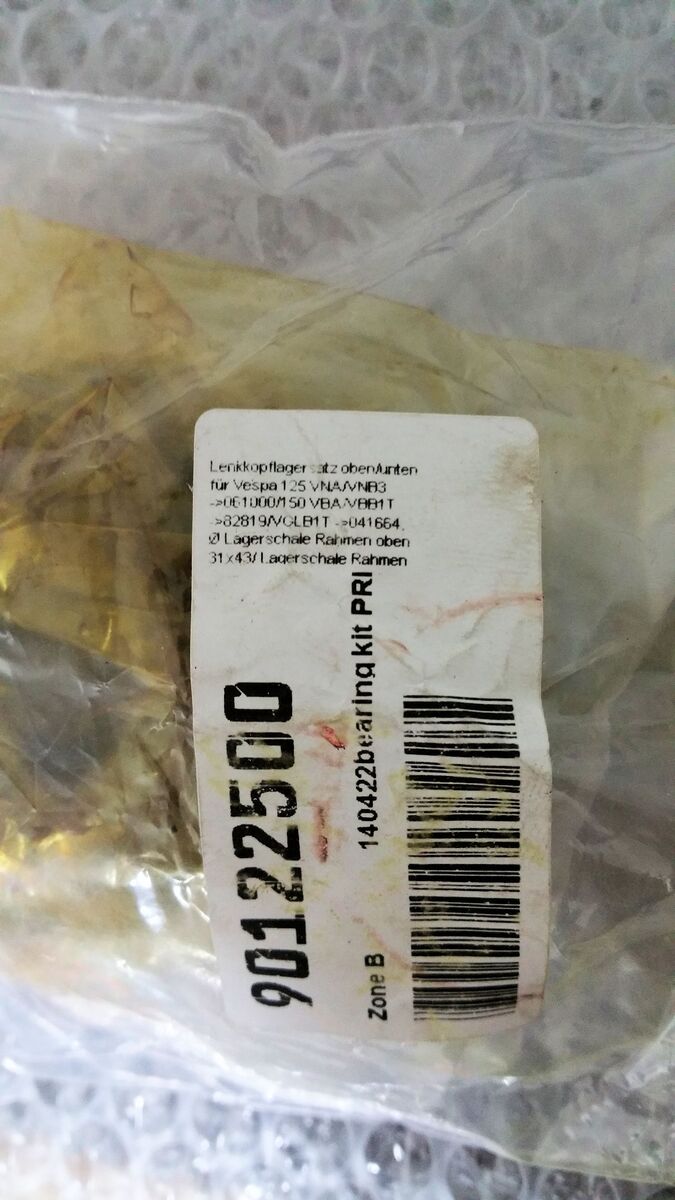 Lenkkopflagersatz oben/unten
für Vespa 125 VNA/VNB3
->061000/150 VBA/VBB1T
->82819/VGLB1T ->041664.
Ø Lagerschale Rahmen oben
31x43/ Lagerschale Rahmen
90122500
140422bearing kit PRI
Zone B